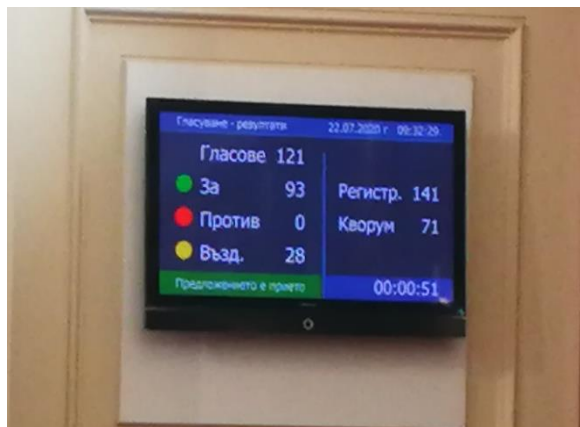 Гласуване - резултати 22.07.2020 г 09:32:29
Гласове 121
За 93
Против 0
Възд. 28
Предложението е прието
Регистр. 141
Кворум 71
00:00:51